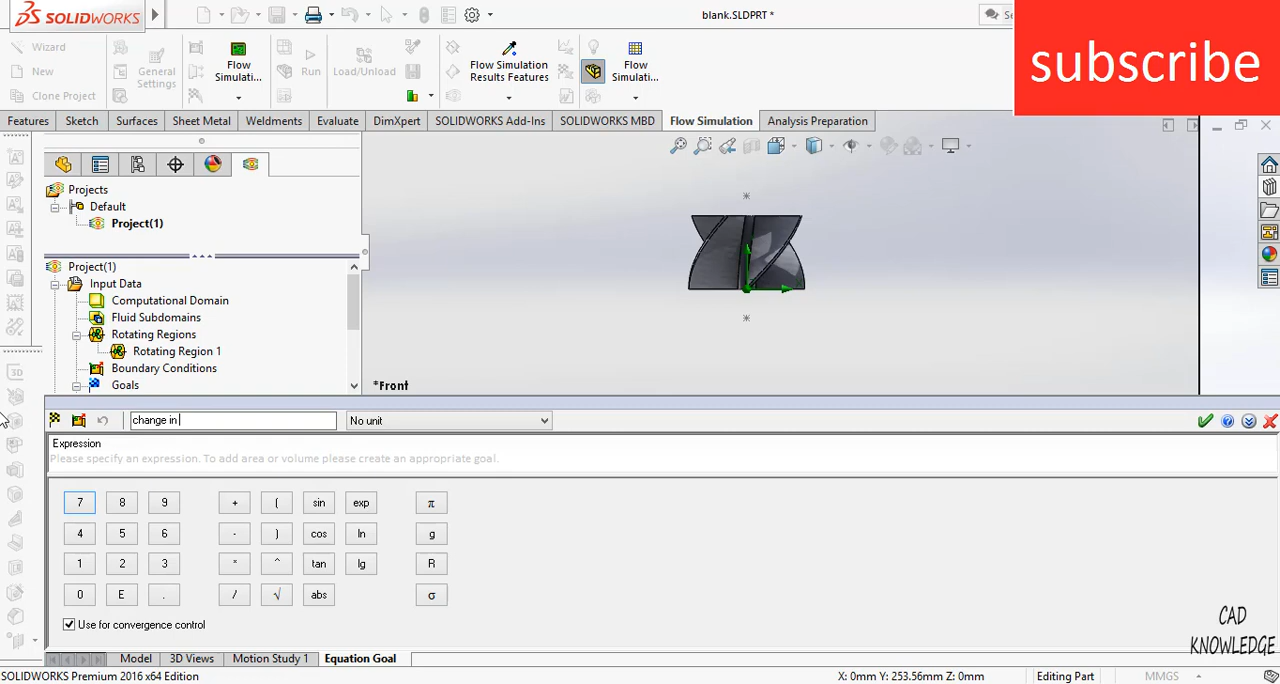 SOLIDWORKS
blank.SLDPRT *
subscribe
Wizard
New
Clone Project
General Settings
Flow Simulati...
Run
Load/Unload
Flow Simulation Results Features
Flow Simulati...
Features
Sketch
Surfaces
Sheet Metal
Weldments
Evaluate
DimXpert
SOLIDWORKS Add-Ins
SOLIDWORKS MBD
Flow Simulation
Analysis Preparation
Projects
Default
Project(1)
Project(1)
Input Data
Computational Domain
Fluid Subdomains
Rotating Regions
Rotating Region 1
Boundary Conditions
Goals
*Front
change in
No unit
Expression
Please specify an expression. To add area or volume please create an appropriate goal.
7 8 9 + ( sin exp π
4 5 6 - ) cos ln g
1 2 3 * ^ tan lg R
0 E . / √ abs σ
Use for convergence control
CAD
KNOWLEDGE
Model
3D Views
Motion Study 1
Equation Goal
SOLIDWORKS Premium 2016 x64 Edition
X: 0mm Y: 253.56mm Z: 0mm
Editing Part
MMGS